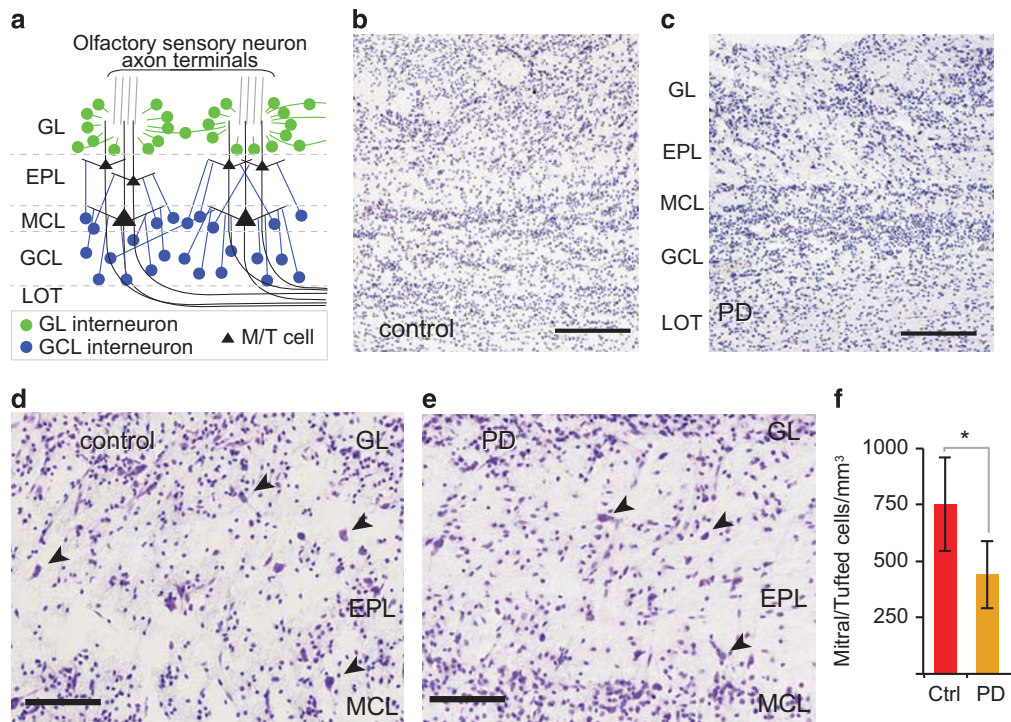 a
Olfactory sensory neuron
axon terminals
GL
EPL
MCL
GCL
LOT
GL interneuron
GCL interneuron
M/T cell
b
control
c
GL
EPL
MCL
GCL
LOT
PD
d
control
GL
EPL
MCL
e
PD
GL
EPL
MCL
f
*
Mitral/Tufted cells/mm³
1000
750
500
250
Ctrl
PD